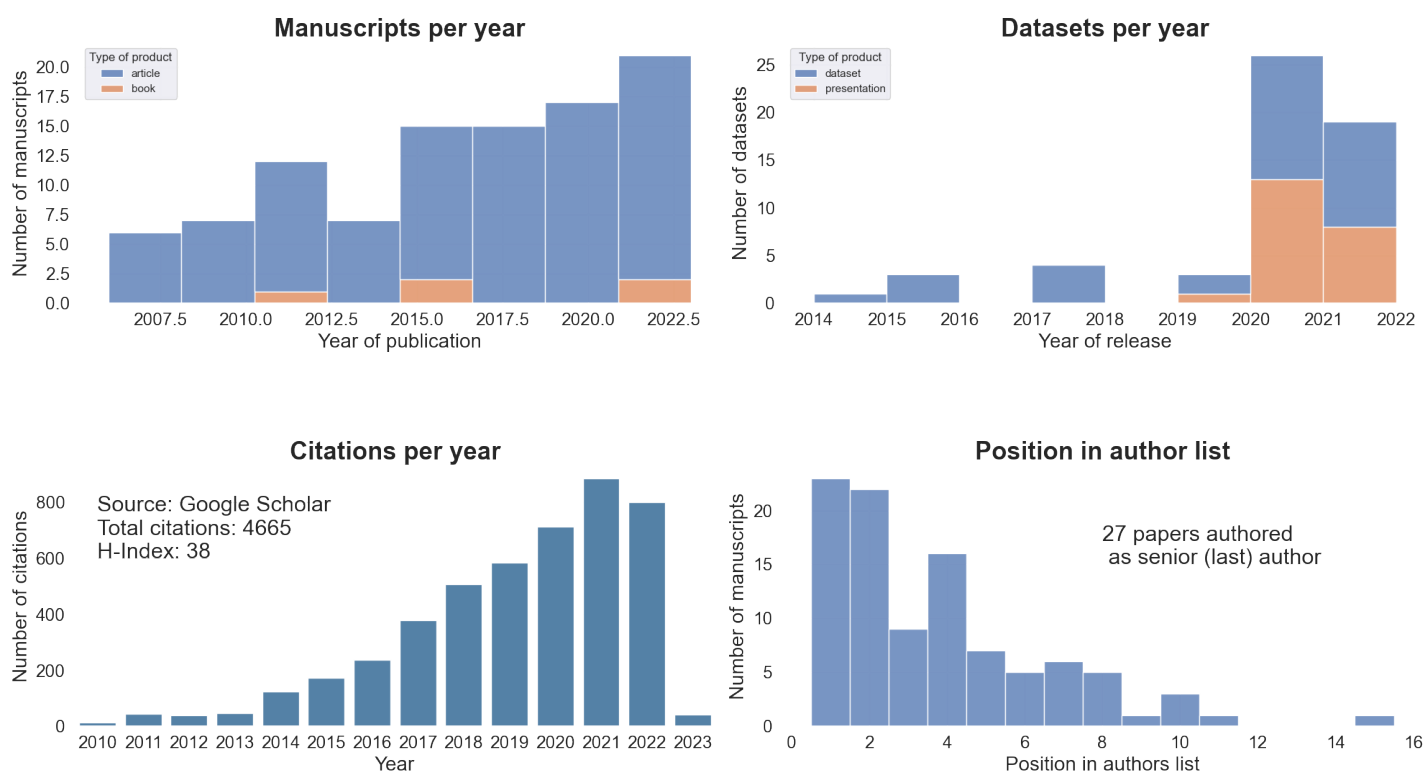 Manuscripts per year
Type of product
article
book
20.0
17.5
15.0
12.5
10.0
7.5
5.0
2.5
0.0
Number of manuscripts
2007.5 2010.0 2012.5 2015.0 2017.5 2020.0 2022.5
Year of publication
Datasets per year
Type of product
dataset
presentation
25
20
15
10
5
0
Number of datasets
2014 2015 2016 2017 2018 2019 2020 2021 2022
Year of release
Citations per year
Source: Google Scholar
Total citations: 4665
H-Index: 38
800
600
400
200
0
Number of citations
2010 2011 2012 2013 2014 2015 2016 2017 2018 2019 2020 2021 2022 2023
Year
Position in author list
27 papers authored
as senior (last) author
20
15
10
5
0
Number of manuscripts
0 2 4 6 8 10 12 14 16
Position in authors list